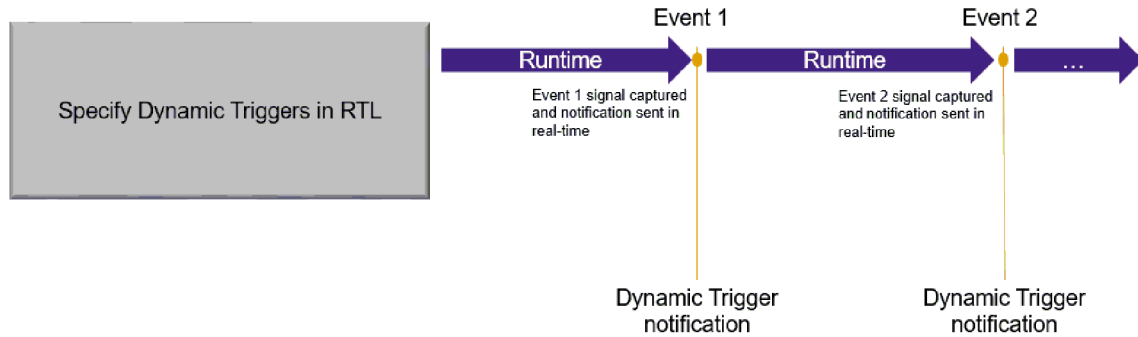 Specify Dynamic Triggers in RTL
Event 1
Event 2
Runtime
Runtime
...
Event 1 signal captured
and notification sent in
real-time
Event 2 signal captured
and notification sent in
real-time
Dynamic Trigger
notification
Dynamic Trigger
notification